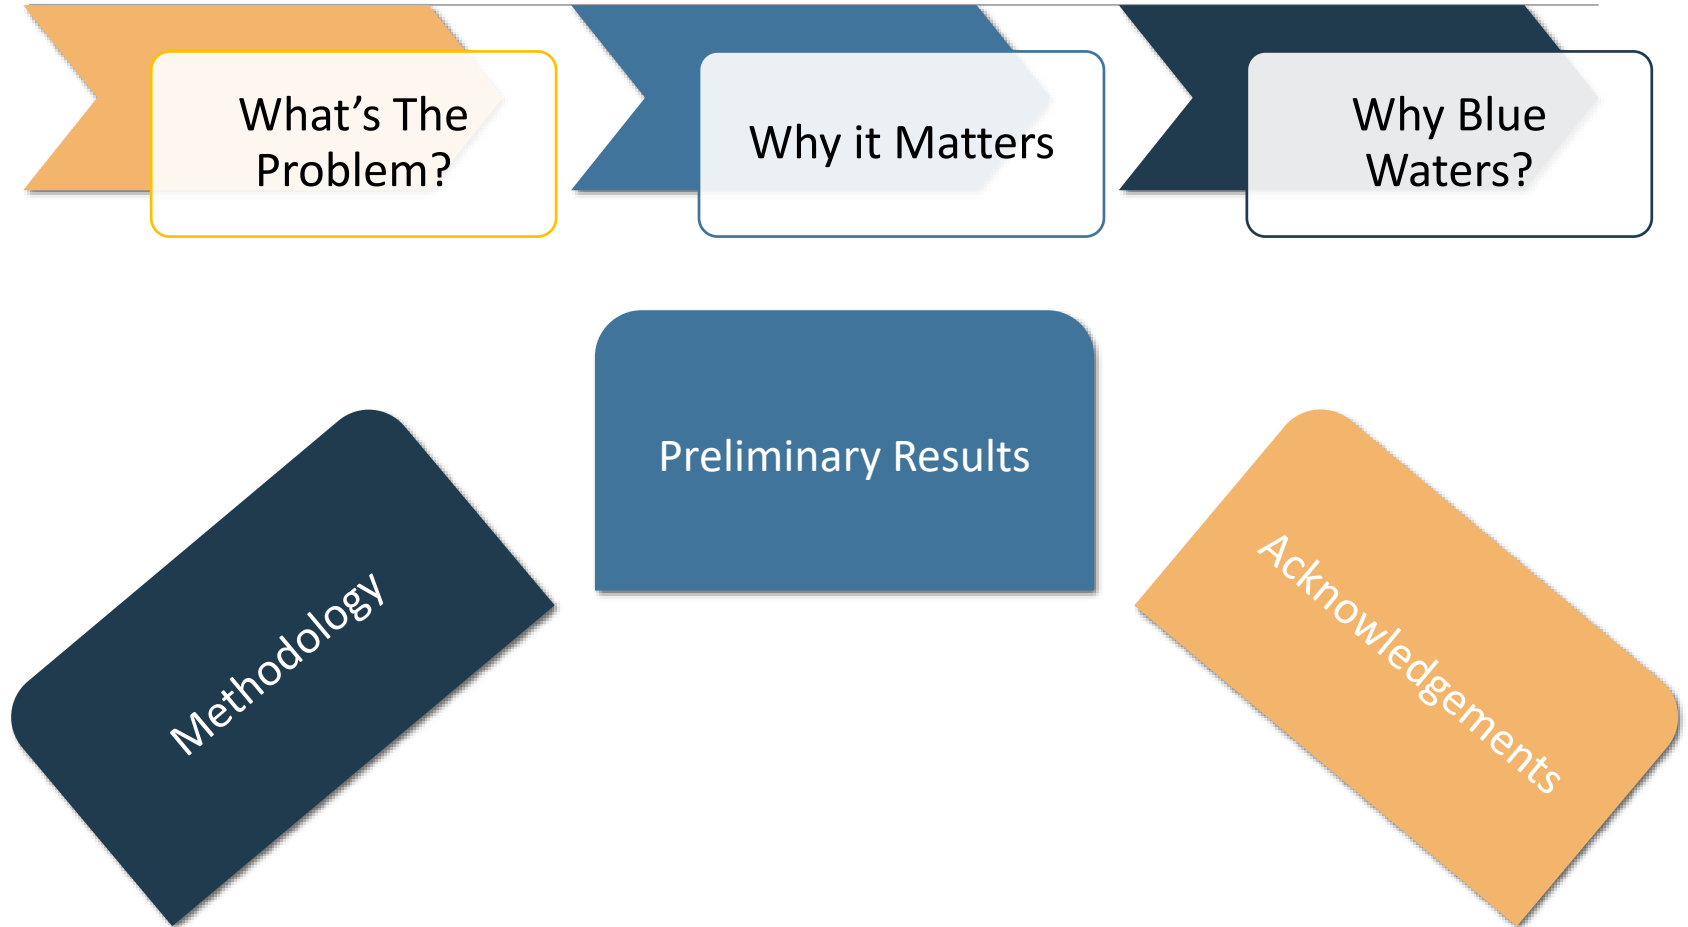 What’s The
Problem?
Why it Matters
Why Blue
Waters?
Methodology
Preliminary Results
Acknowledgements